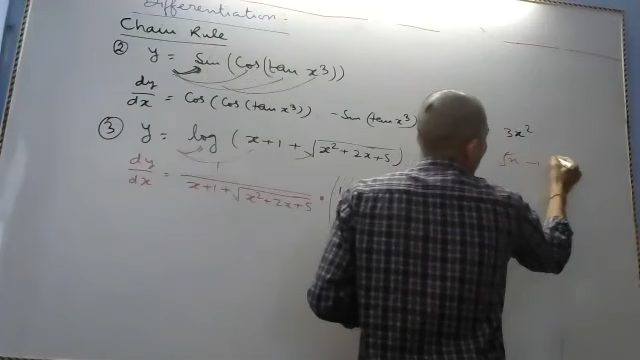 Differentiation.
Chain Rule
② y = Sin (Cos(tan x³))
dy/dx = Cos (Cos(tan x³)) - Sin (tan x³) 3x²
③ y = log (x+1+√(x²+2x+5))
√x -
dy/dx = 1/(x+1+√(x²+2x+5)) • (1